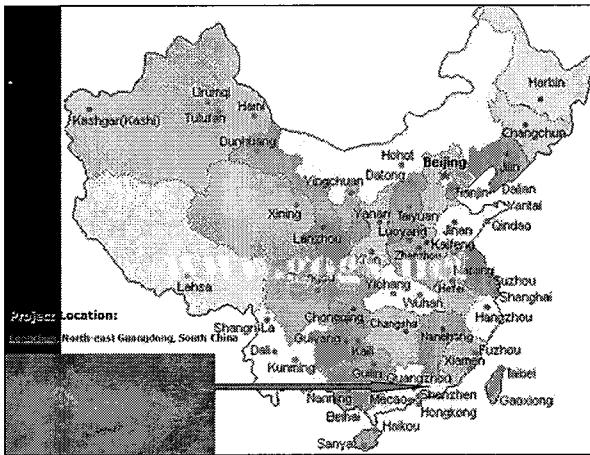 Harbin
Urumqi
Hami
Kashgar(Kashi)
Tulufan
Changchun
Dunhuang
Hohot
Beijing
Jilin
Datong
Yingchuan
Tianjin
Dalian
Yantai
Xining
Yanan
Taiyuan
Jinan
Qindao
Lanzhou
Luoyang
Kaifeng
Zhenzhou
Xian
Nanjing
Lahsa
Yichang
Hefei
Suzhou
Shanghai
Wuhan
Hangzhou
Project Location:
Chongqing
Changsha
ShangriLa
Nanchang
North-east Guangdong, South China
Guiyang
Fuzhou
Dali
Kaili
Xiamen
Kunming
Guilin
Guangzhou
Taibei
Nanning
Macao
Shenzhen
Gaoxiong
Beihai
Hongkong
Haikou
Sanya